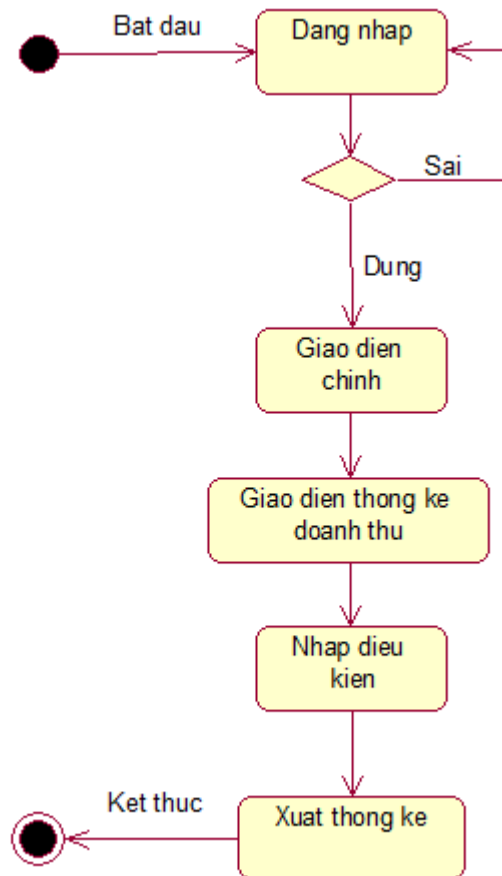 Bat dau
Dang nhap
Sai
Dung
Giao dien
chinh
Giao dien thong ke
doanh thu
Nhap dieu
kien
Ket thuc
Xuat thong ke